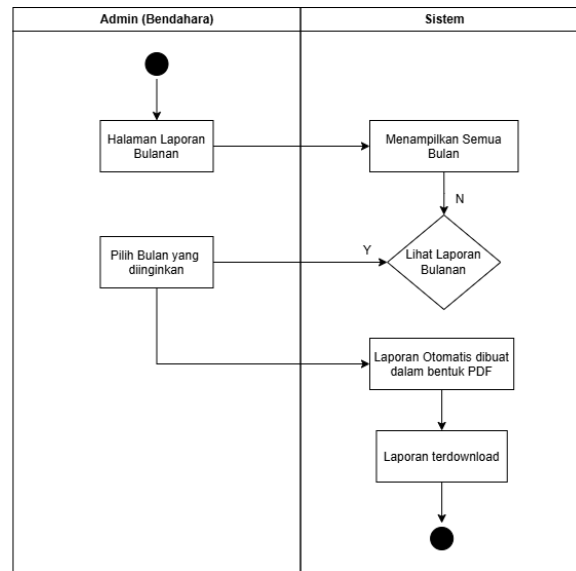 Admin (Bendahara)
Sistem
Halaman Laporan
Bulanan
Menampilkan Semua
Bulan
N
Pilih Bulan yang
diinginkan
Y
Lihat Laporan
Bulanan
Laporan Otomatis dibuat
dalam bentuk PDF
Laporan terdownload